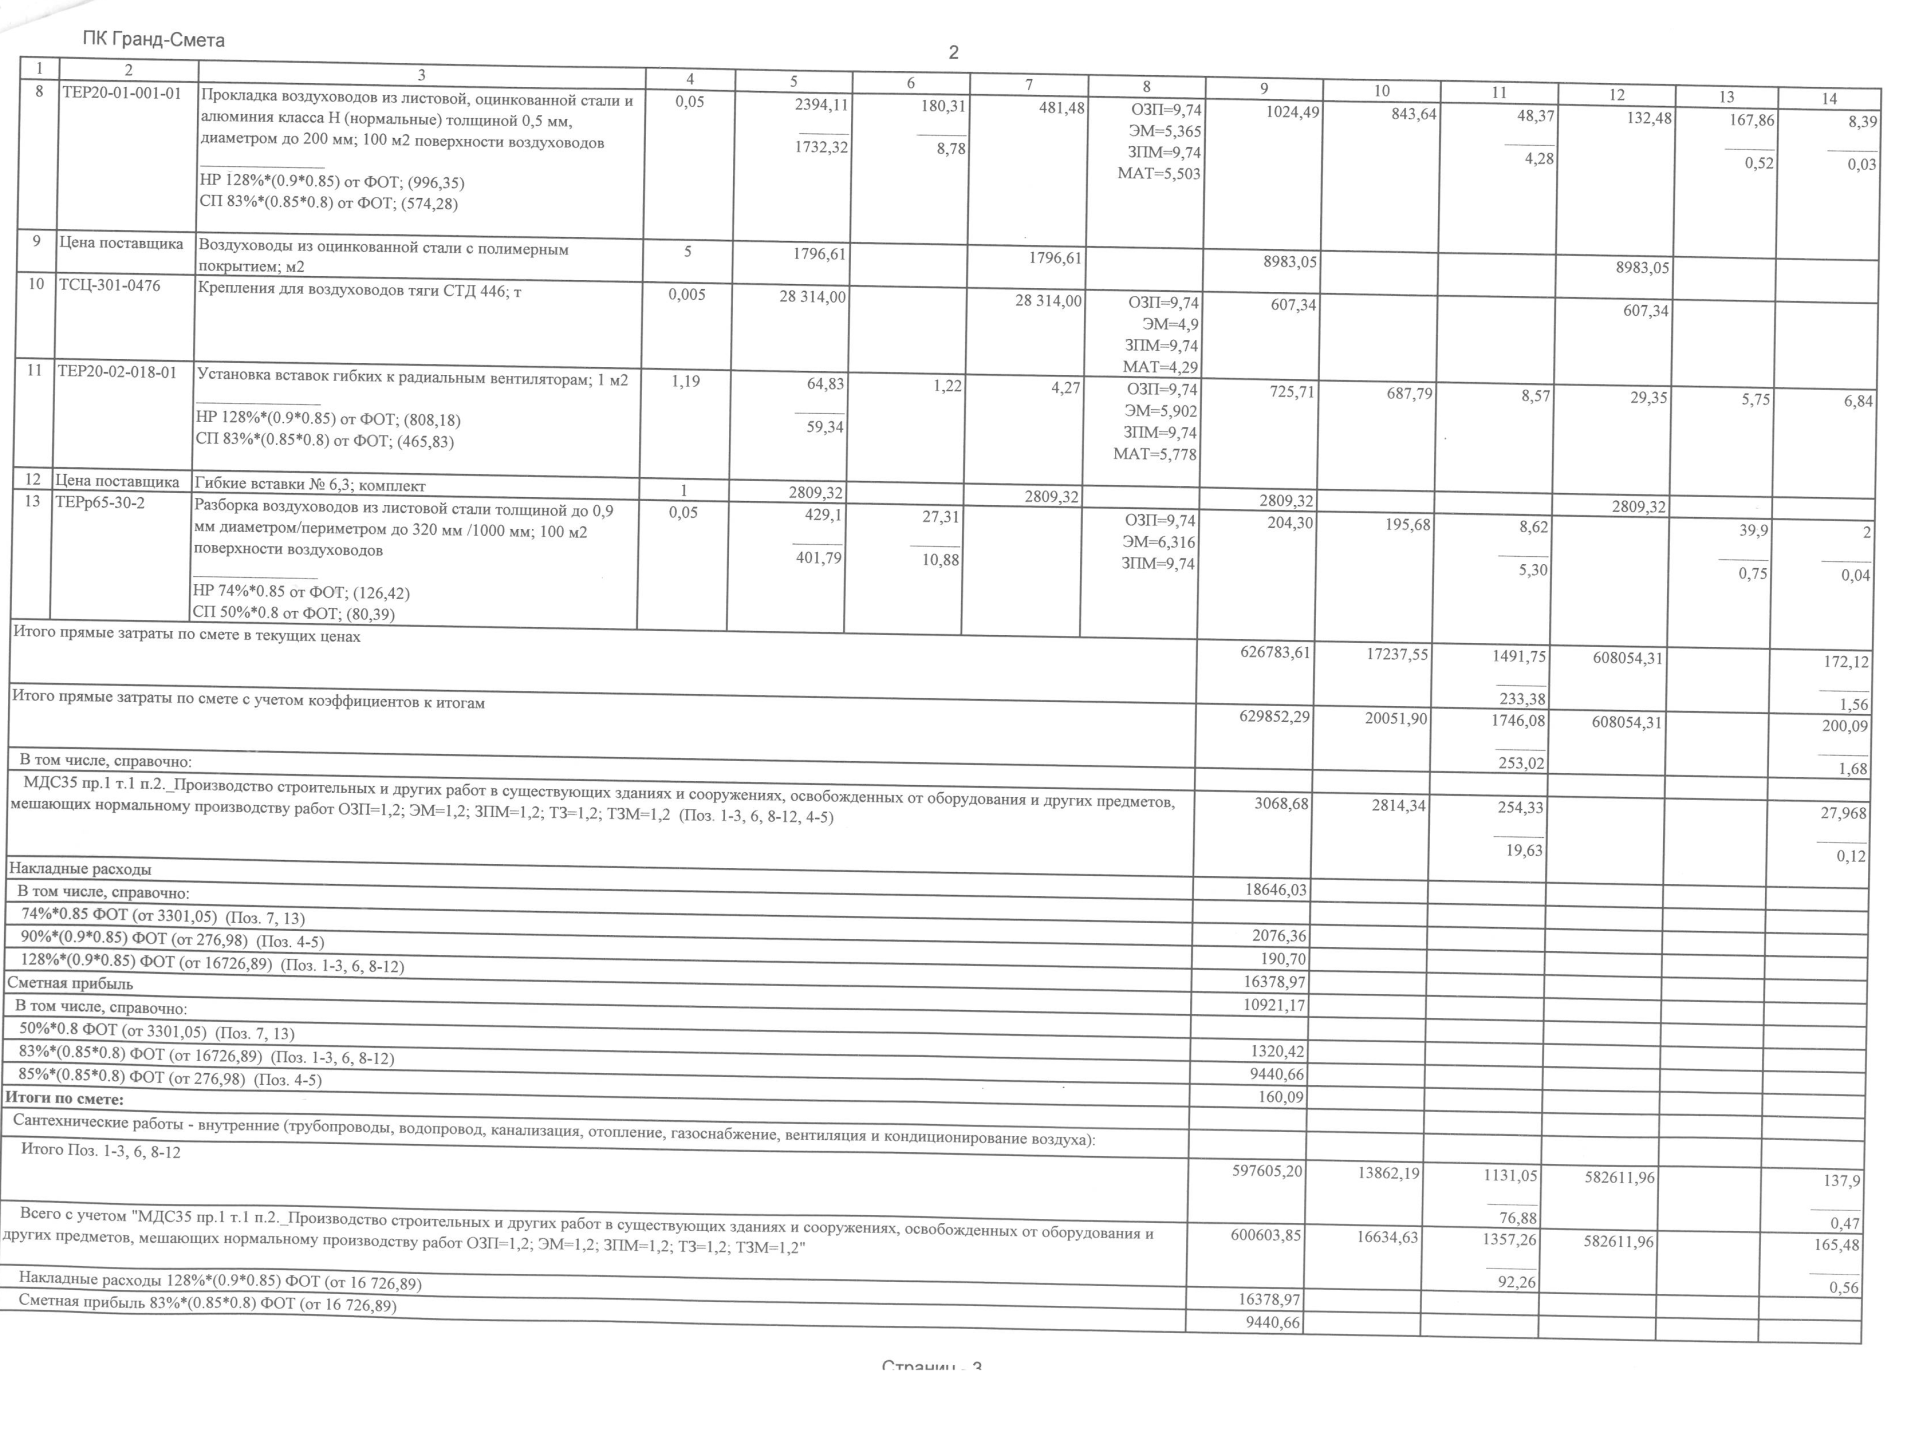 ПК Гранд-Смета
2
1 2 3 4 5 6 7 8 9 10 11 12 13 14
8 ТЕР20-01-001-01 Прокладка воздуховодов из листовой, оцинкованной стали и 0,05 2394,11 180,31 481,48 ОЗП=9,74 1024,49 843,64 48,37 132,48 167,86 8,39
алюминия класса Н (нормальные) толщиной 0,5 мм, ЭМ=5,365
диаметром до 200 мм; 100 м2 поверхности воздуховодов 1732,32 8,78 ЗПМ=9,74 4,28 0,52 0,03
МАТ=5,503
НР 128%*(0.9*0.85) от ФОТ; (996,35)
СП 83%*(0.85*0.8) от ФОТ; (574,28)
9 Цена поставщика Воздуховоды из оцинкованной стали с полимерным 5 1796,61 1796,61 8983,05 8983,05
покрытием; м2
10 ТСЦ-301-0476 Крепления для воздуховодов тяги СТД 446; т 0,005 28 314,00 28 314,00 ОЗП=9,74 607,34 607,34
ЭМ=4,9
ЗПМ=9,74
МАТ=4,29
11 ТЕР20-02-018-01 Установка вставок гибких к радиальным вентиляторам; 1 м2 1,19 64,83 1,22 4,27 ОЗП=9,74 725,71 687,79 8,57 29,35 5,75 6,84
ЭМ=5,902
НР 128%*(0.9*0.85) от ФОТ; (808,18) 59,34 ЗПМ=9,74
СП 83%*(0.85*0.8) от ФОТ; (465,83) МАТ=5,778
12 Цена поставщика Гибкие вставки № 6,3; комплект 1 2809,32 2809,32 2809,32 2809,32
13 ТЕРр65-30-2 Разборка воздуховодов из листовой стали толщиной до 0,9 0,05 429,1 27,31 ОЗП=9,74 204,30 195,68 8,62 39,9 2
мм диаметром/периметром до 320 мм /1000 мм; 100 м2 ЭМ=6,316
поверхности воздуховодов 401,79 10,88 ЗПМ=9,74 5,30 0,75 0,04
НР 74%*0.85 от ФОТ; (126,42)
СП 50%*0.8 от ФОТ; (80,39)
Итого прямые затраты по смете в текущих ценах 626783,61 17237,55 1491,75 608054,31 172,12
233,38 1,56
Итого прямые затраты по смете с учетом коэффициентов к итогам 629852,29 20051,90 1746,08 608054,31 200,09
253,02 1,68
В том числе, справочно:
МДС35 пр.1 т.1 п.2._Производство строительных и других работ в существующих зданиях и сооружениях, освобожденных от оборудования и других предметов, 3068,68 2814,34 254,33 27,968
мешающих нормальному производству работ ОЗП=1,2; ЭМ=1,2; ЗПМ=1,2; ТЗ=1,2; ТЗМ=1,2 (Поз. 1-3, 6, 8-12, 4-5)
19,63 0,12
Накладные расходы 18646,03
В том числе, справочно:
74%*0.85 ФОТ (от 3301,05) (Поз. 7, 13) 2076,36
90%*(0.9*0.85) ФОТ (от 276,98) (Поз. 4-5) 190,70
128%*(0.9*0.85) ФОТ (от 16726,89) (Поз. 1-3, 6, 8-12) 16378,97
Сметная прибыль 10921,17
В том числе, справочно:
50%*0.8 ФОТ (от 3301,05) (Поз. 7, 13) 1320,42
83%*(0.85*0.8) ФОТ (от 16726,89) (Поз. 1-3, 6, 8-12) 9440,66
85%*(0.85*0.8) ФОТ (от 276,98) (Поз. 4-5) 160,09
Итоги по смете:
Сантехнические работы - внутренние (трубопроводы, водопровод, канализация, отопление, газоснабжение, вентиляция и кондиционирование воздуха):
Итого Поз. 1-3, 6, 8-12 597605,20 13862,19 1131,05 582611,96 137,9
76,88 0,47
Всего с учетом "МДС35 пр.1 т.1 п.2._Производство строительных и других работ в существующих зданиях и сооружениях, освобожденных от оборудования и 600603,85 16634,63 1357,26 582611,96 165,48
других предметов, мешающих нормальному производству работ ОЗП=1,2; ЭМ=1,2; ЗПМ=1,2; ТЗ=1,2; ТЗМ=1,2"
92,26 0,56
Накладные расходы 128%*(0.9*0.85) ФОТ (от 16 726,89) 16378,97
Сметная прибыль 83%*(0.85*0.8) ФОТ (от 16 726,89) 9440,66
Страниц - 3